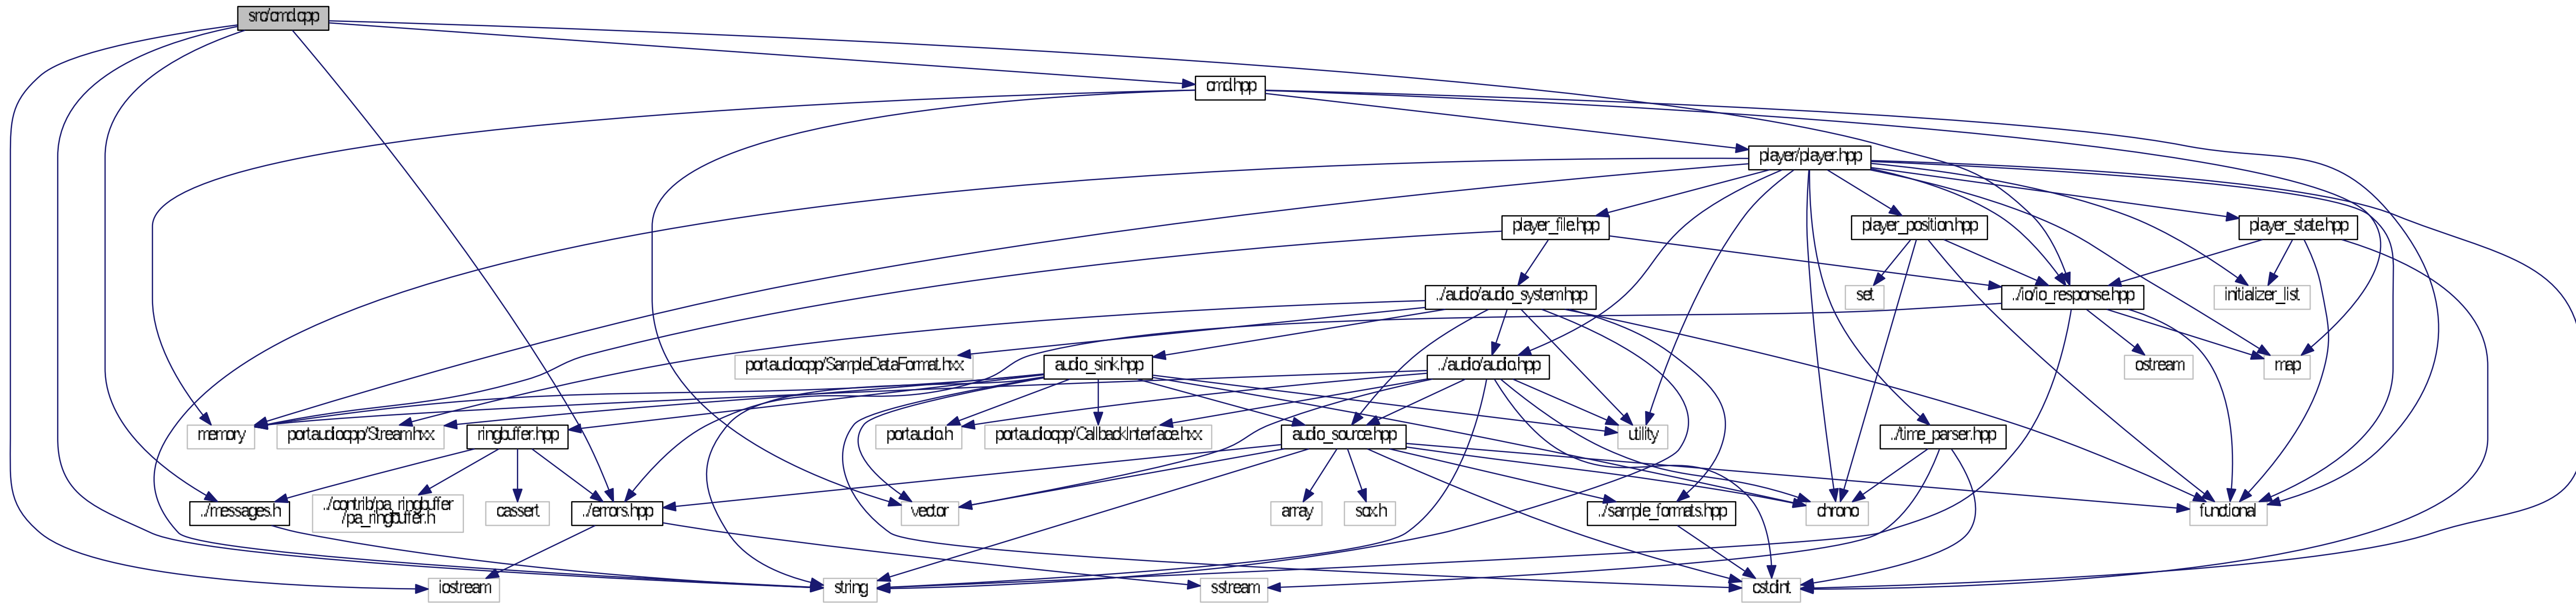 src/cmd.cpp
cmd.hpp
player/player.hpp
player_file.hpp
player_position.hpp
player_state.hpp
../audio/audio_system.hpp
set
../io/io_response.hpp
initializer_list
portaudiocpp/SampleDataFormat.hxx
audio_sink.hpp
../audio/audio.hpp
ostream
map
memory
portaudiocpp/Stream.hxx
ringbuffer.hpp
portaudio.h
portaudiocpp/CallbackInterface.hxx
audio_source.hpp
utility
../time_parser.hpp
../messages.h
../contrib/pa_ringbuffer
/pa_ringbuffer.h
cassert
../errors.hpp
vector
array
sox.h
../sample_formats.hpp
chrono
functional
iostream
string
sstream
cstdint